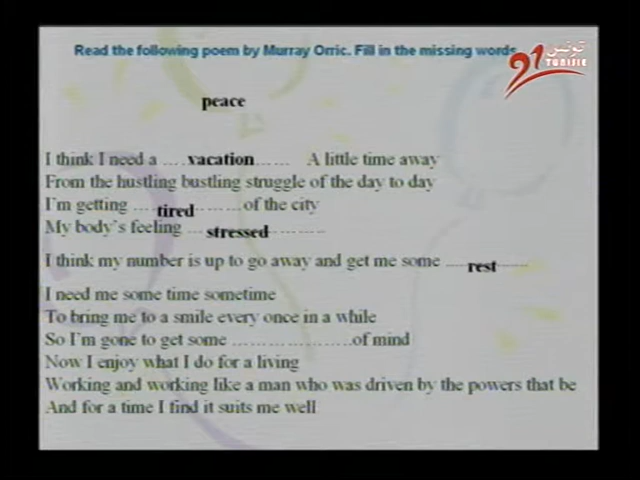 Read the following poem by Murray Orric. Fill in the missing words
21 تونس
TUNISIE
peace
I think I need a .... vacation ...... A little time away
From the hustling bustling struggle of the day to day
I'm getting .... tired ........ of the city
My body's feeling ... stressed ............
I think my number is up to go away and get me some ..... rest ......
I need me some time sometime
To bring me to a smile every once in a while
So I'm gone to get some .....................of mind
Now I enjoy what I do for a living
Working and working like a man who was driven by the powers that be
And for a time I find it suits me well